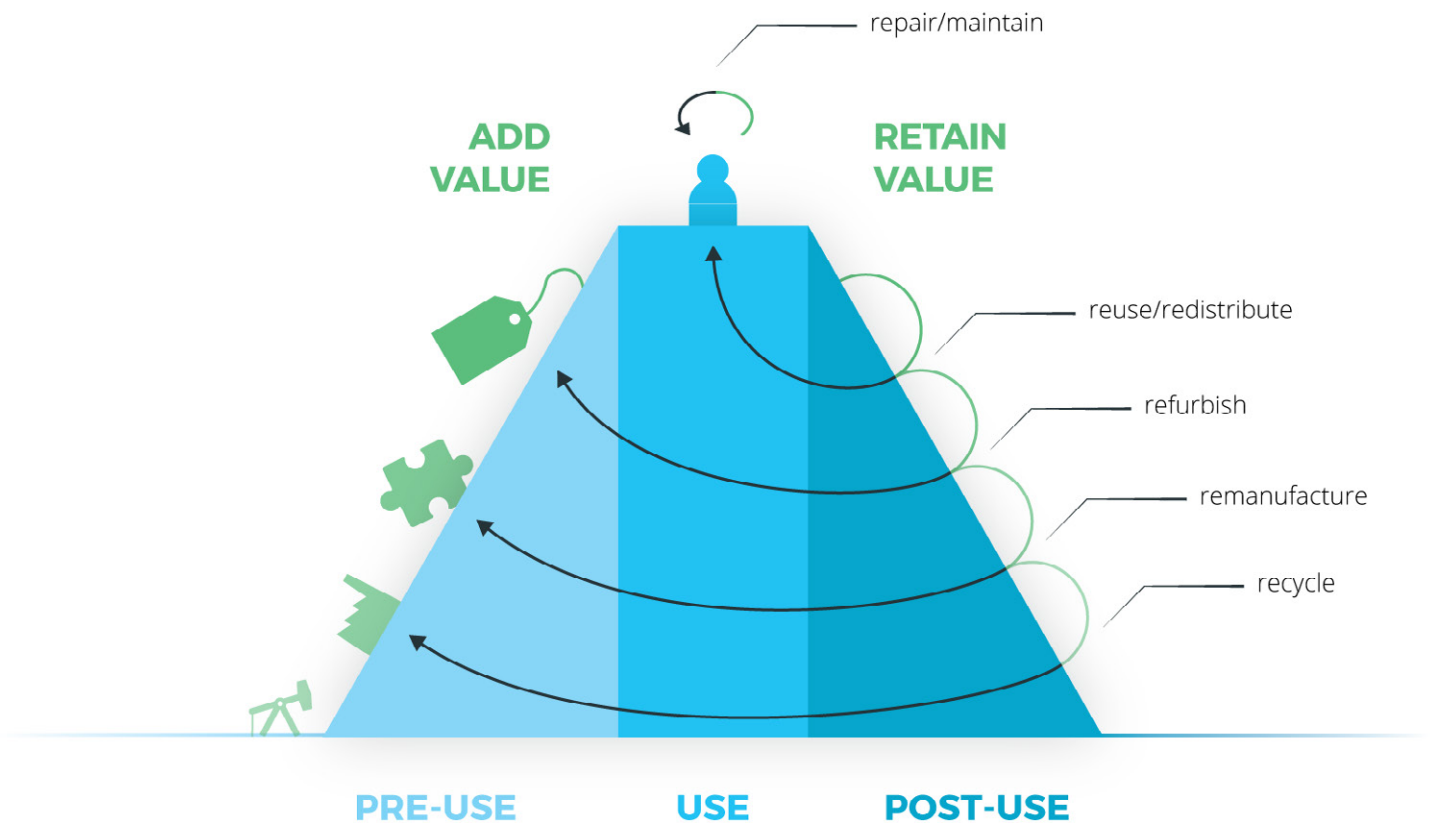 repair/maintain
ADD
VALUE
RETAIN
VALUE
reuse/redistribute
refurbish
remanufacture
recycle
PRE-USE
USE
POST-USE